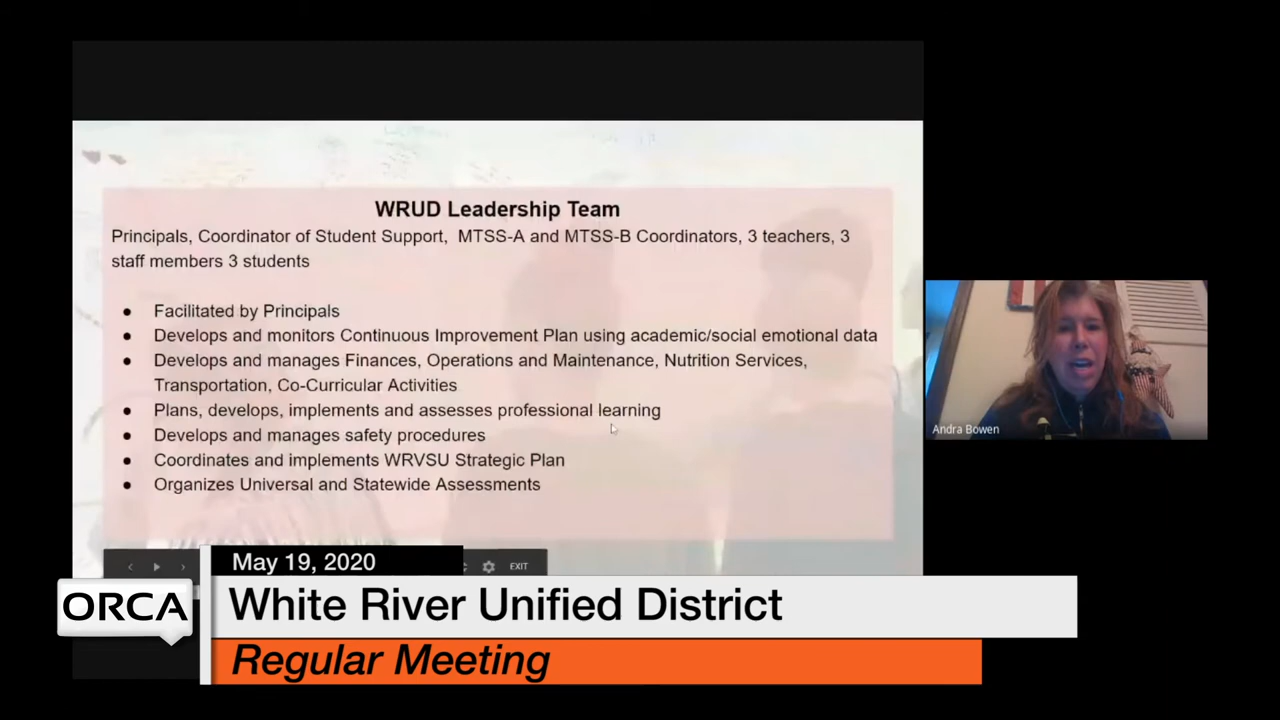 WRUD Leadership Team
Principals, Coordinator of Student Support, MTSS-A and MTSS-B Coordinators, 3 teachers, 3
staff members 3 students
● Facilitated by Principals
● Develops and monitors Continuous Improvement Plan using academic/social emotional data
● Develops and manages Finances, Operations and Maintenance, Nutrition Services,
Transportation, Co-Curricular Activities
● Plans, develops, implements and assesses professional learning
● Develops and manages safety procedures
● Coordinates and implements WRVSU Strategic Plan
● Organizes Universal and Statewide Assessments
Andra Bowen
EXIT
May 19, 2020
ORCA
White River Unified District
Regular Meeting